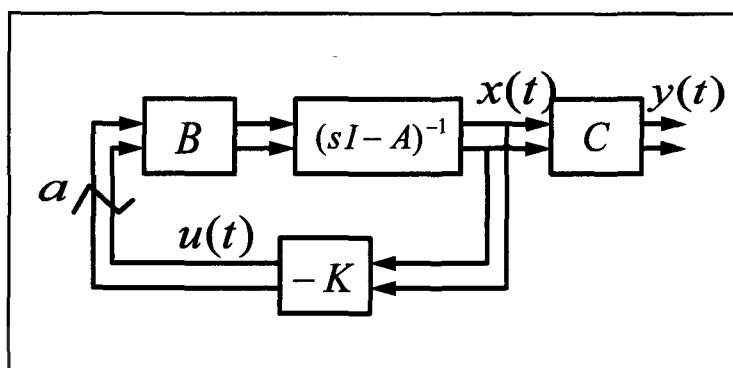 x(t) y(t)
B (sI − A)⁻¹ C
a
u(t)
− K